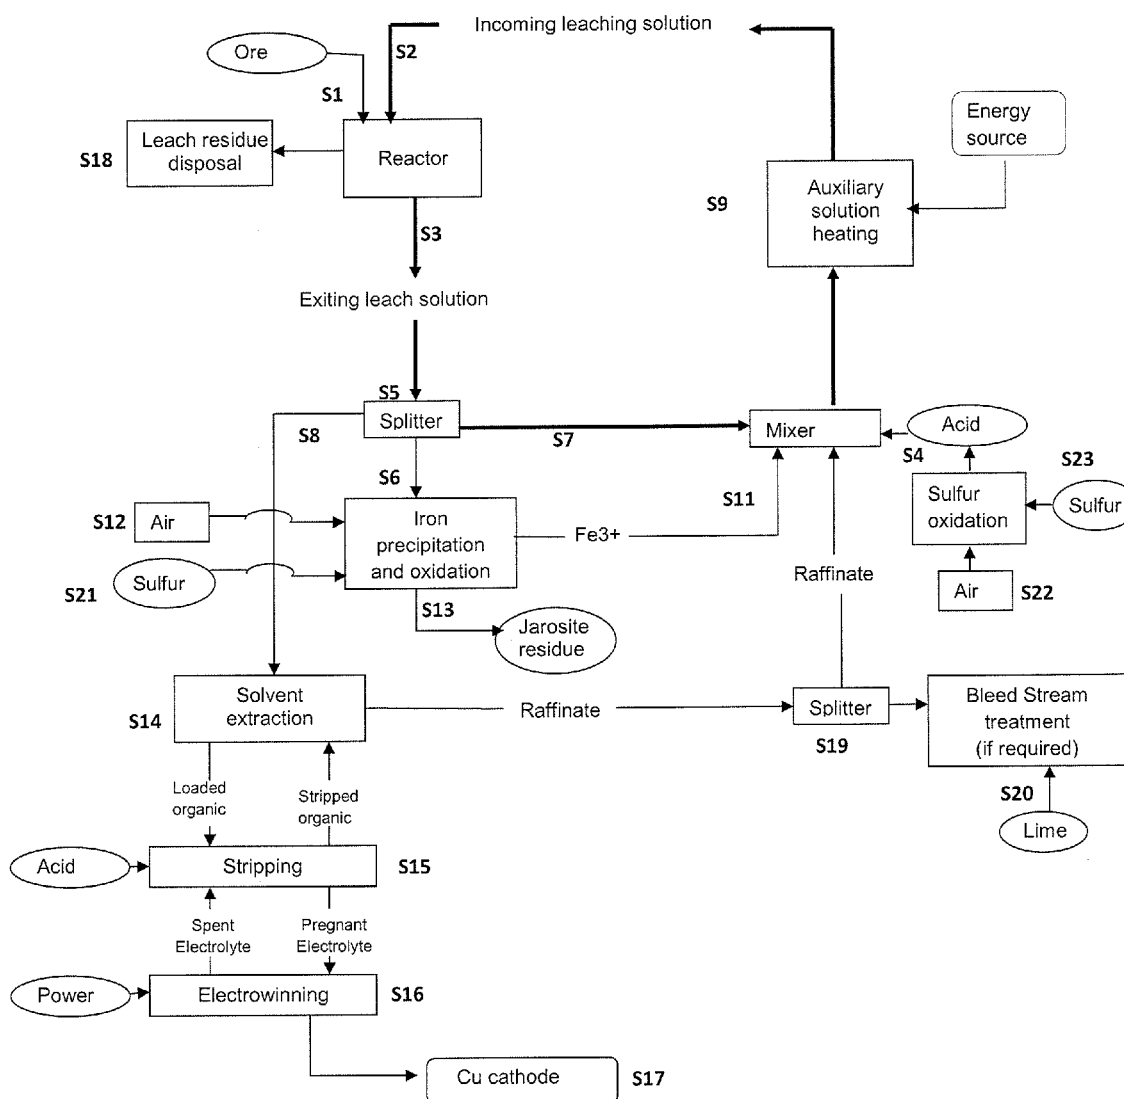 Incoming leaching solution
S2
Ore
S1
Energy
source
Leach residue
disposal
S18
Reactor
S9
Auxiliary
solution
heating
S3
Exiting leach solution
S5
Splitter
S8
S7
Mixer
Acid
S4
S23
S6
S11
Sulfur
oxidation
Sulfur
S12
Air
Iron
precipitation
and oxidation
Fe3+
Raffinate
S21
Sulfur
Air
S22
S13
Jarosite
residue
Solvent
extraction
S14
Raffinate
Splitter
S19
Bleed Stream
treatment
(if required)
Loaded
organic
Stripped
organic
S20
Lime
Acid
Stripping
S15
Spent
Electrolyte
Pregnant
Electrolyte
Power
Electrowinning
S16
Cu cathode
S17